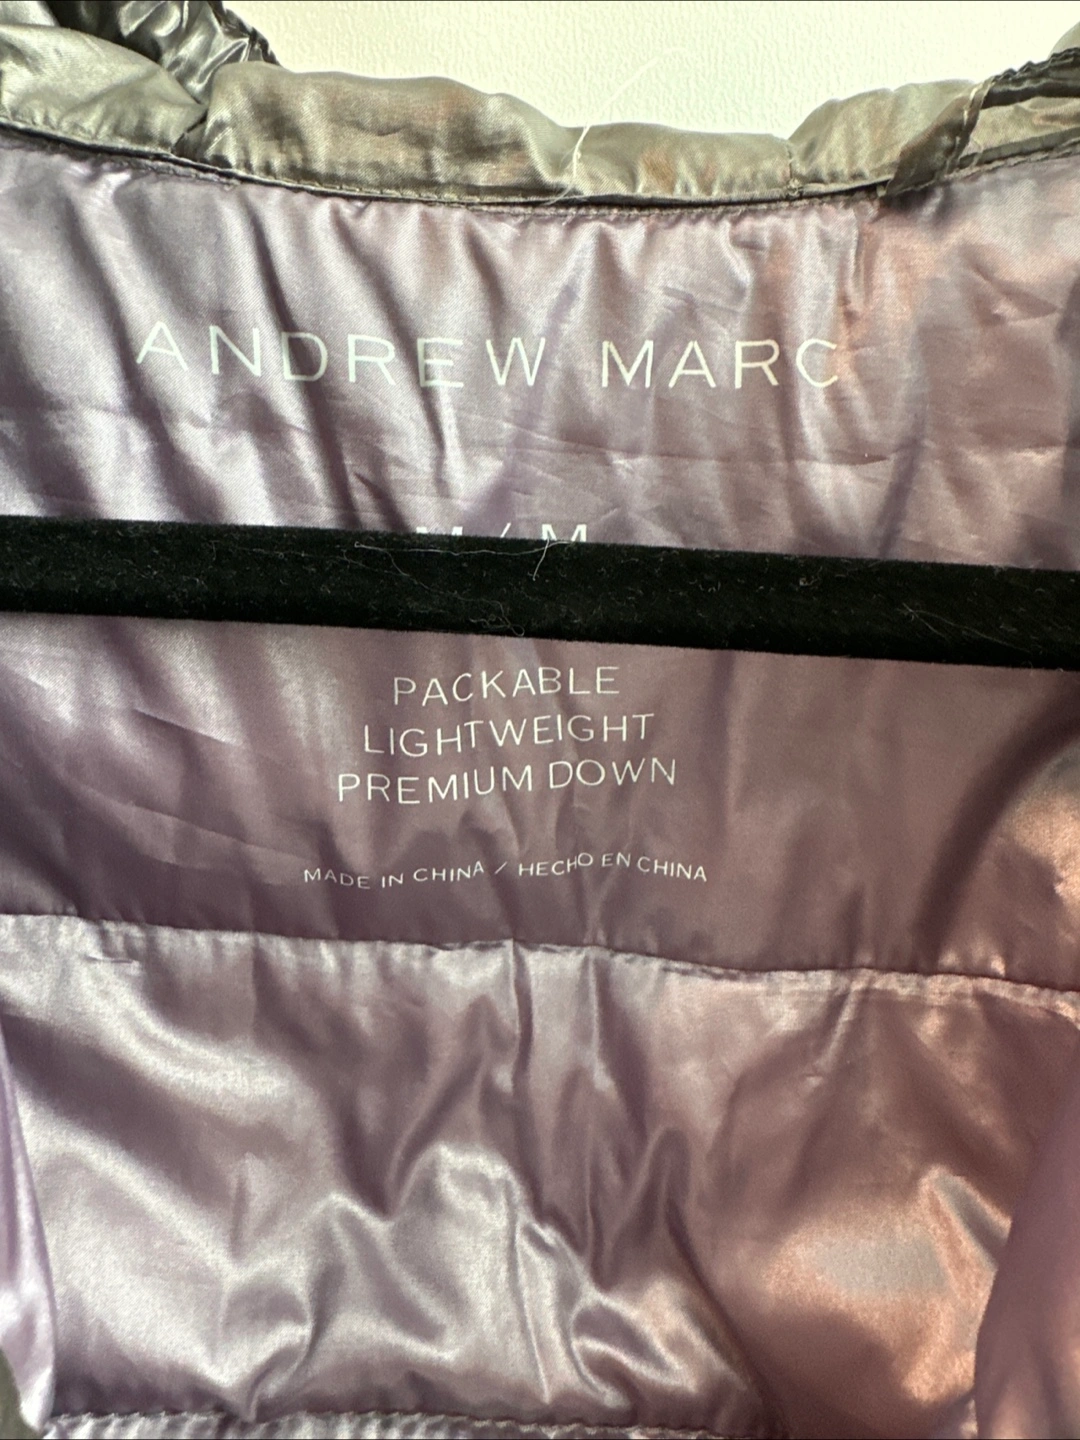 ANDREW MARC
M / M
PACKABLE
LIGHTWEIGHT
PREMIUM DOWN
MADE IN CHINA / HECHO EN CHINA